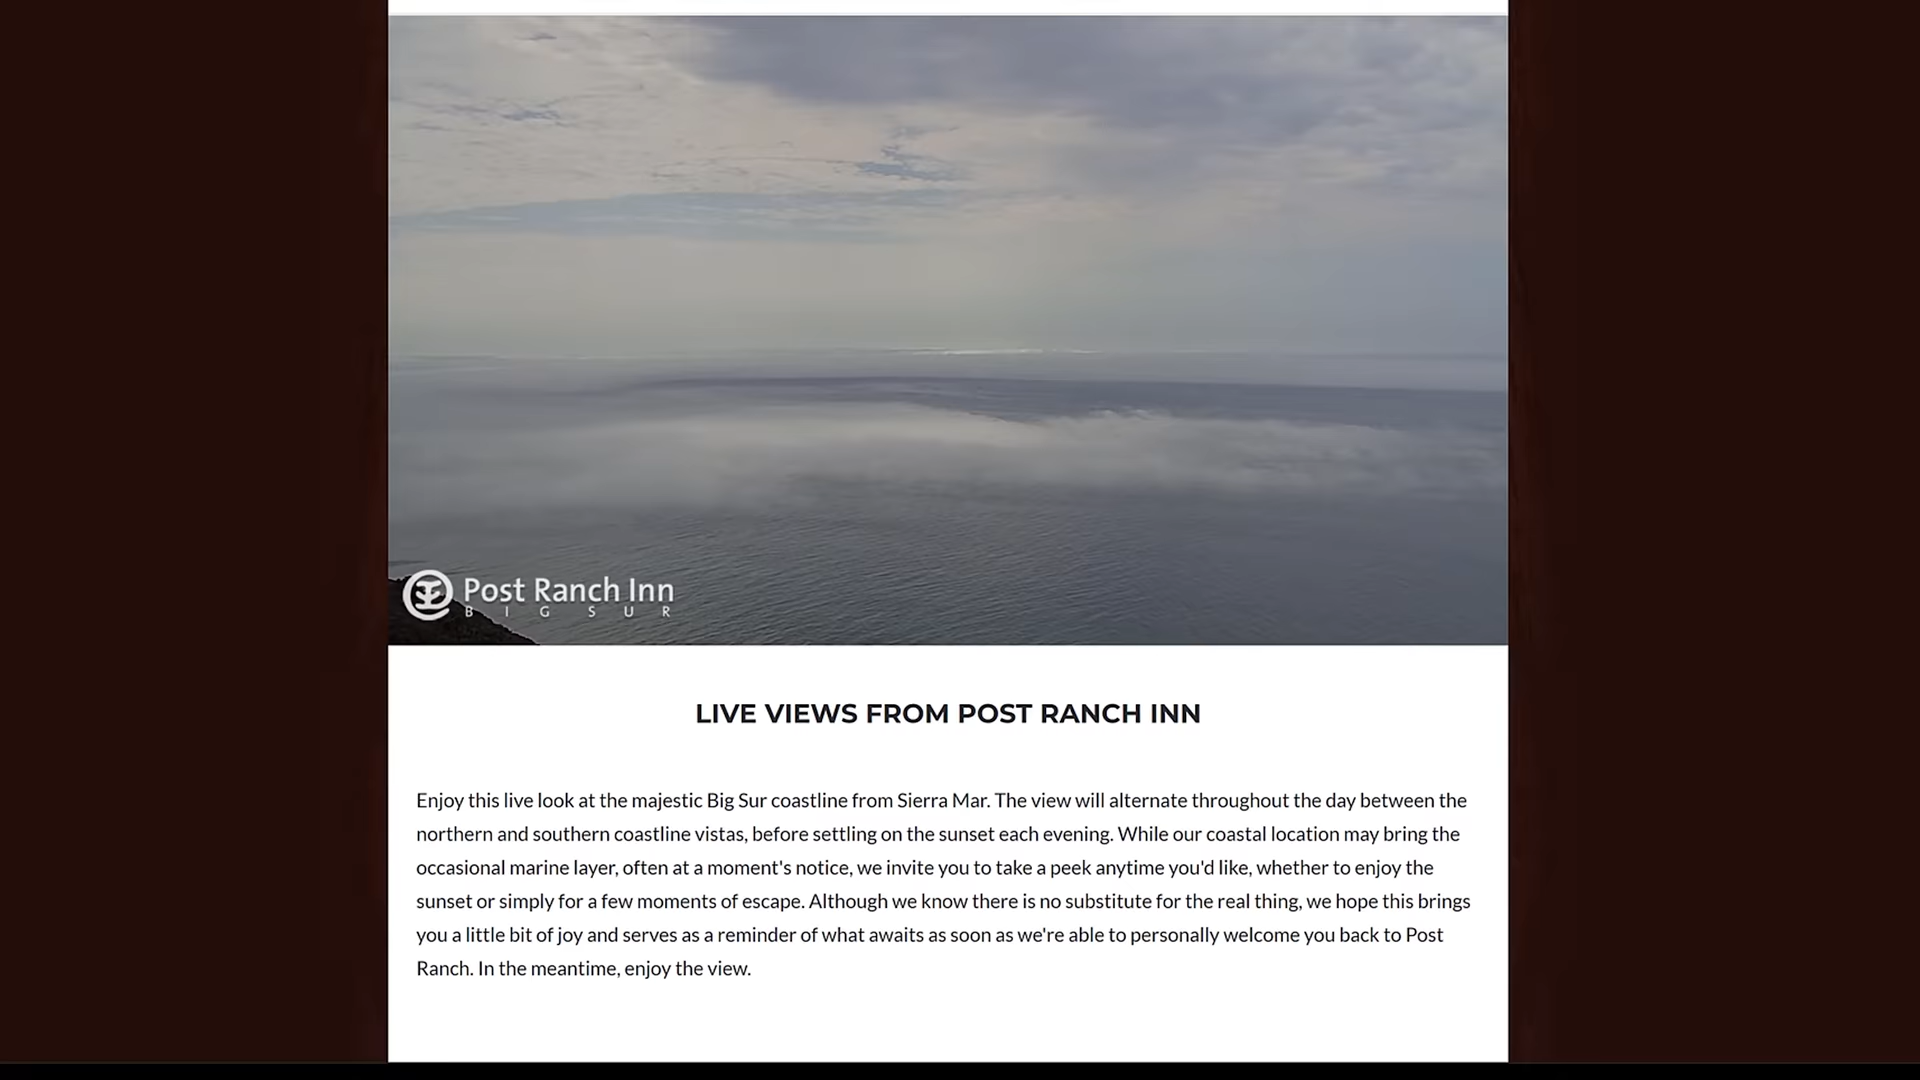 Post Ranch Inn
BIG SUR
LIVE VIEWS FROM POST RANCH INN
Enjoy this live look at the majestic Big Sur coastline from Sierra Mar. The view will alternate throughout the day between the
northern and southern coastline vistas, before settling on the sunset each evening. While our coastal location may bring the
occasional marine layer, often at a moment's notice, we invite you to take a peek anytime you'd like, whether to enjoy the
sunset or simply for a few moments of escape. Although we know there is no substitute for the real thing, we hope this brings
you a little bit of joy and serves as a reminder of what awaits as soon as we're able to personally welcome you back to Post
Ranch. In the meantime, enjoy the view.